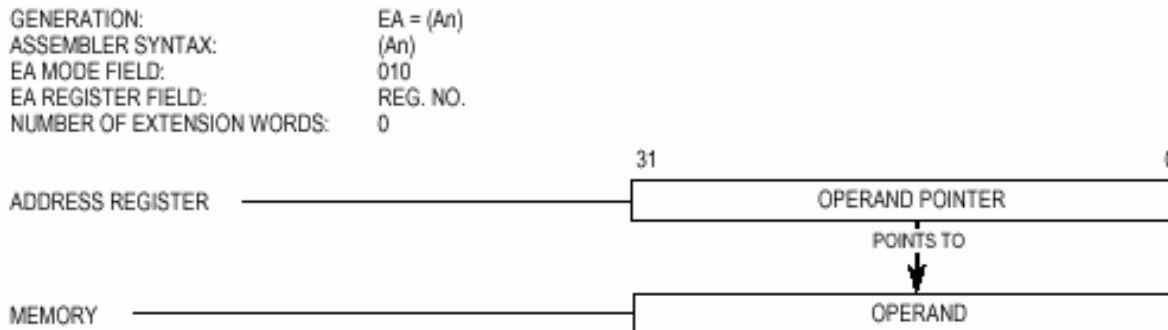 GENERATION: EA = (An)
ASSEMBLER SYNTAX: (An)
EA MODE FIELD: 010
EA REGISTER FIELD: REG. NO.
NUMBER OF EXTENSION WORDS: 0
31 0
ADDRESS REGISTER OPERAND POINTER
POINTS TO
MEMORY OPERAND